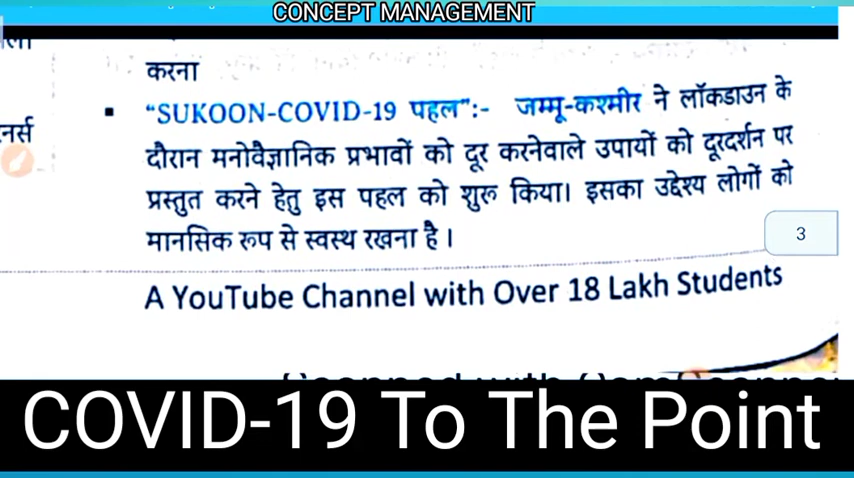 CONCEPT MANAGEMENT
नर्स
करना
▪ “SUKOON-COVID-19 पहल”:- जम्मू-कश्मीर ने लॉकडाउन के
दौरान मनोवैज्ञानिक प्रभावों को दूर करनेवाले उपायों को दूरदर्शन पर
प्रस्तुत करने हेतु इस पहल को शुरू किया। इसका उद्देश्य लोगों को
मानसिक रूप से स्वस्थ रखना है।
3
A YouTube Channel with Over 18 Lakh Students
COVID-19 To The Point